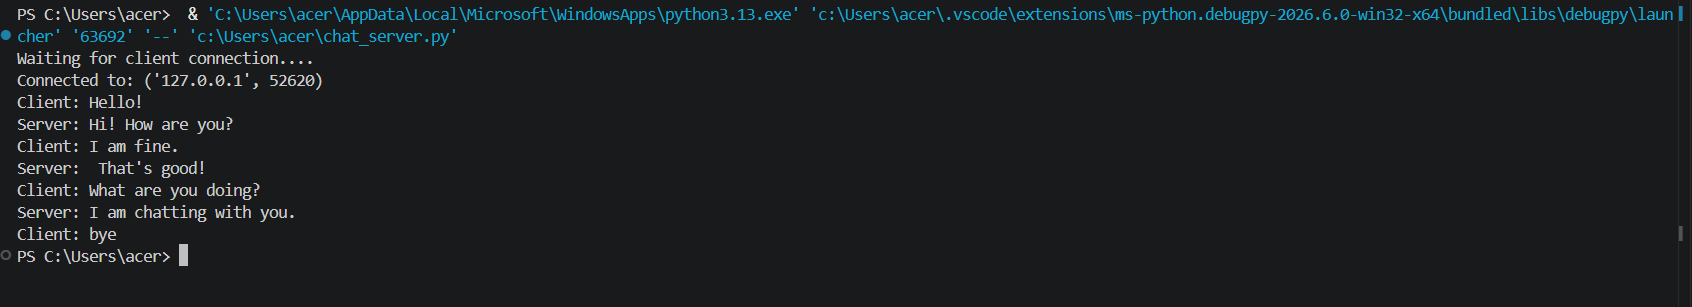 PS C:\Users\acer>  & 'C:\Users\acer\AppData\Local\Microsoft\WindowsApps\python3.13.exe' 'c:\Users\acer\.vscode\extensions\ms-python.debugpy-2026.6.0-win32-x64\bundled\libs\debugpy\laun
cher' '63692' '--' 'c:\Users\acer\chat_server.py'
Waiting for client connection....
Connected to: ('127.0.0.1', 52620)
Client: Hello!
Server: Hi! How are you?
Client: I am fine.
Server:  That's good!
Client: What are you doing?
Server: I am chatting with you.
Client: bye
PS C:\Users\acer>